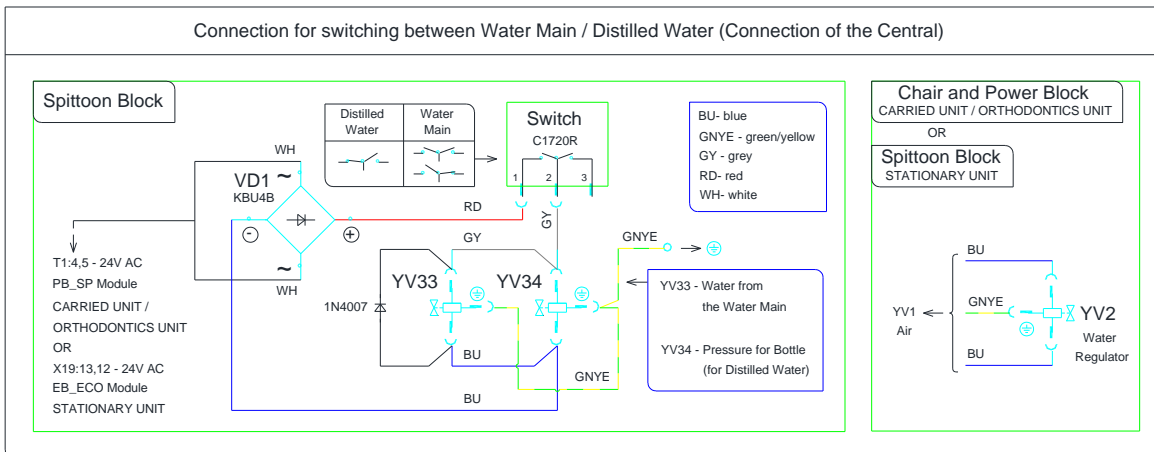 Connection for switching between Water Main / Distilled Water (Connection of the Central)
Spittoon Block
Distilled
Water
Water
Main
Switch
C1720R
1
2
3
BU- blue
GNYE - green/yellow
GY - grey
RD- red
WH- white
WH
~
VD1
KBU4B
-
+
~
WH
RD
GY
GY
GNYE
T1:4,5 - 24V AC
PB_SP Module
CARRIED UNIT /
ORTHODONTICS UNIT
OR
X19:13,12 - 24V AC
EB_ECO Module
STATIONARY UNIT
1N4007
YV33
YV34
BU
GNYE
BU
YV33 - Water from
the Water Main
YV34 - Pressure for Bottle
(for Distilled Water)
Chair and Power Block
CARRIED UNIT / ORTHODONTICS UNIT
OR
Spittoon Block
STATIONARY UNIT
BU
GNYE
BU
YV1
Air
YV2
Water
Regulator